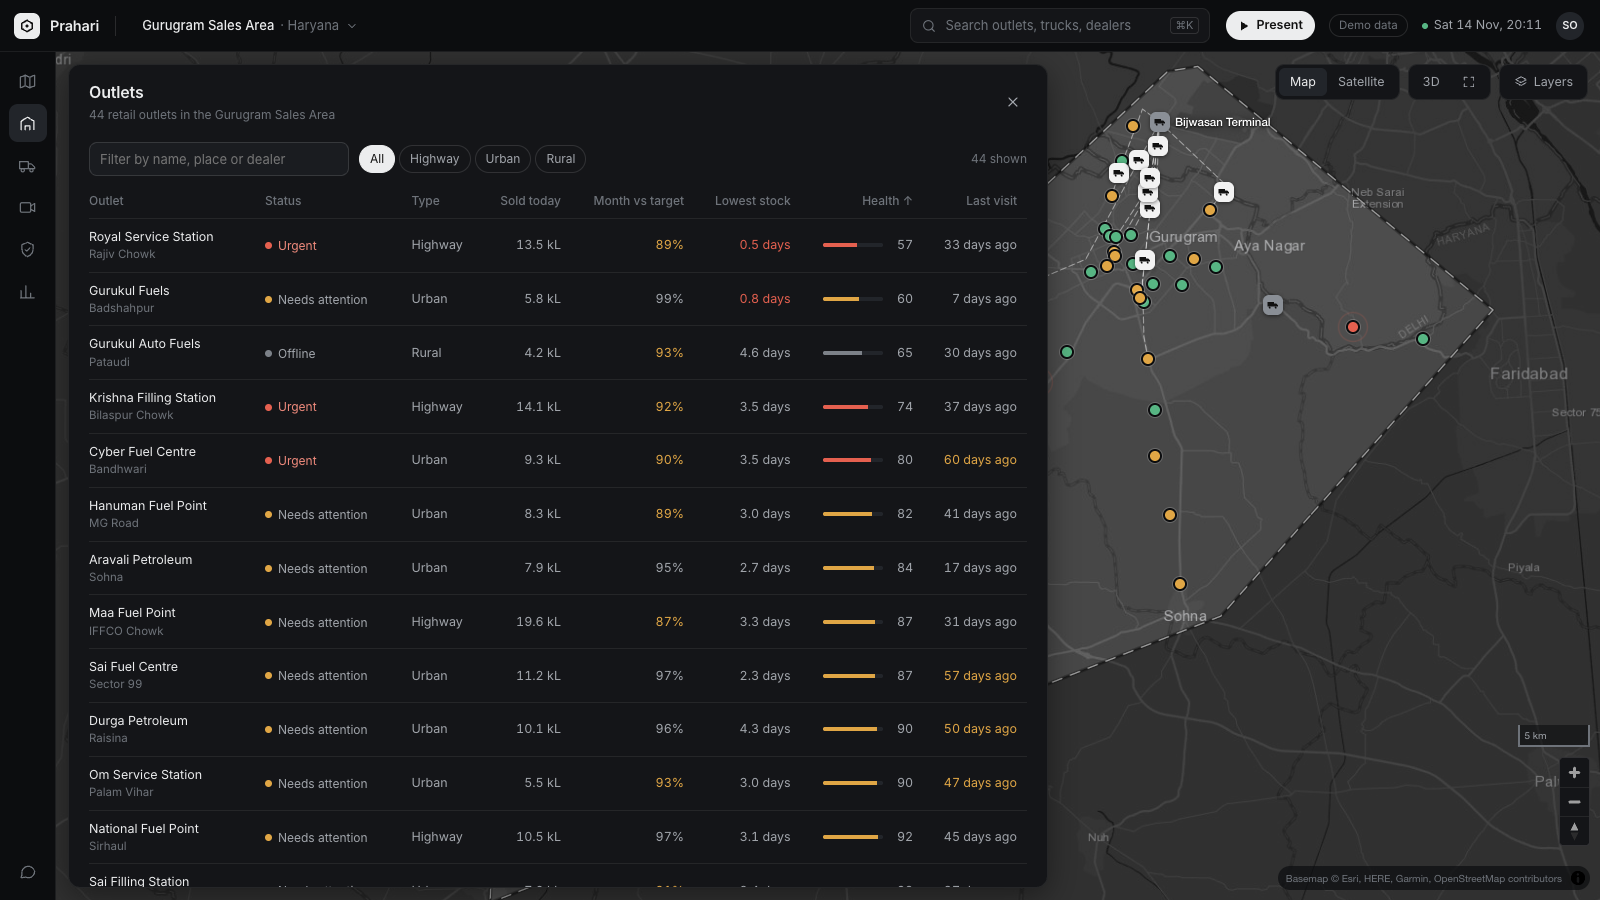 Prahari
Gurugram Sales Area · Haryana
Search outlets, trucks, dealers
⌘K
Present
Demo data
Sat 14 Nov, 20:11
SO
dri
Outlets
44 retail outlets in the Gurugram Sales Area
Filter by name, place or dealer
All
Highway
Urban
Rural
44 shown
Outlet Status Type Sold today Month vs target Lowest stock Health ↑ Last visit
Royal Service Station
Rajiv Chowk
Urgent Highway 13.5 kL 89% 0.5 days 57 33 days ago
Gurukul Fuels
Badshahpur
Needs attention Urban 5.8 kL 99% 0.8 days 60 7 days ago
Gurukul Auto Fuels
Pataudi
Offline Rural 4.2 kL 93% 4.6 days 65 30 days ago
Krishna Filling Station
Bilaspur Chowk
Urgent Highway 14.1 kL 92% 3.5 days 74 37 days ago
Cyber Fuel Centre
Bandhwari
Urgent Urban 9.3 kL 90% 3.5 days 80 60 days ago
Hanuman Fuel Point
MG Road
Needs attention Urban 8.3 kL 89% 3.0 days 82 41 days ago
Aravali Petroleum
Sohna
Needs attention Urban 7.9 kL 95% 2.7 days 84 17 days ago
Maa Fuel Point
IFFCO Chowk
Needs attention Highway 19.6 kL 87% 3.3 days 87 31 days ago
Sai Fuel Centre
Sector 99
Needs attention Urban 11.2 kL 97% 2.3 days 87 57 days ago
Durga Petroleum
Raisina
Needs attention Urban 10.1 kL 96% 4.3 days 90 50 days ago
Om Service Station
Palam Vihar
Needs attention Urban 5.5 kL 93% 3.0 days 90 47 days ago
National Fuel Point
Sirhaul
Needs attention Highway 10.5 kL 97% 3.1 days 92 45 days ago
Sai Filling Station
Map
Satellite
3D
Layers
Bijwasan Terminal
Neb Sarai
Extension
HARYANA
Gurugram
Aya Nagar
DELHI
Faridabad
Sector 75
Piyala
Sohna
5 km
Pal
Nuh
Basemap © Esri, HERE, Garmin, OpenStreetMap contributors